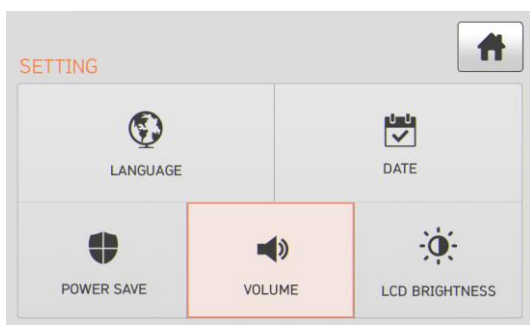 SETTING
LANGUAGE
DATE
POWER SAVE
VOLUME
LCD BRIGHTNESS